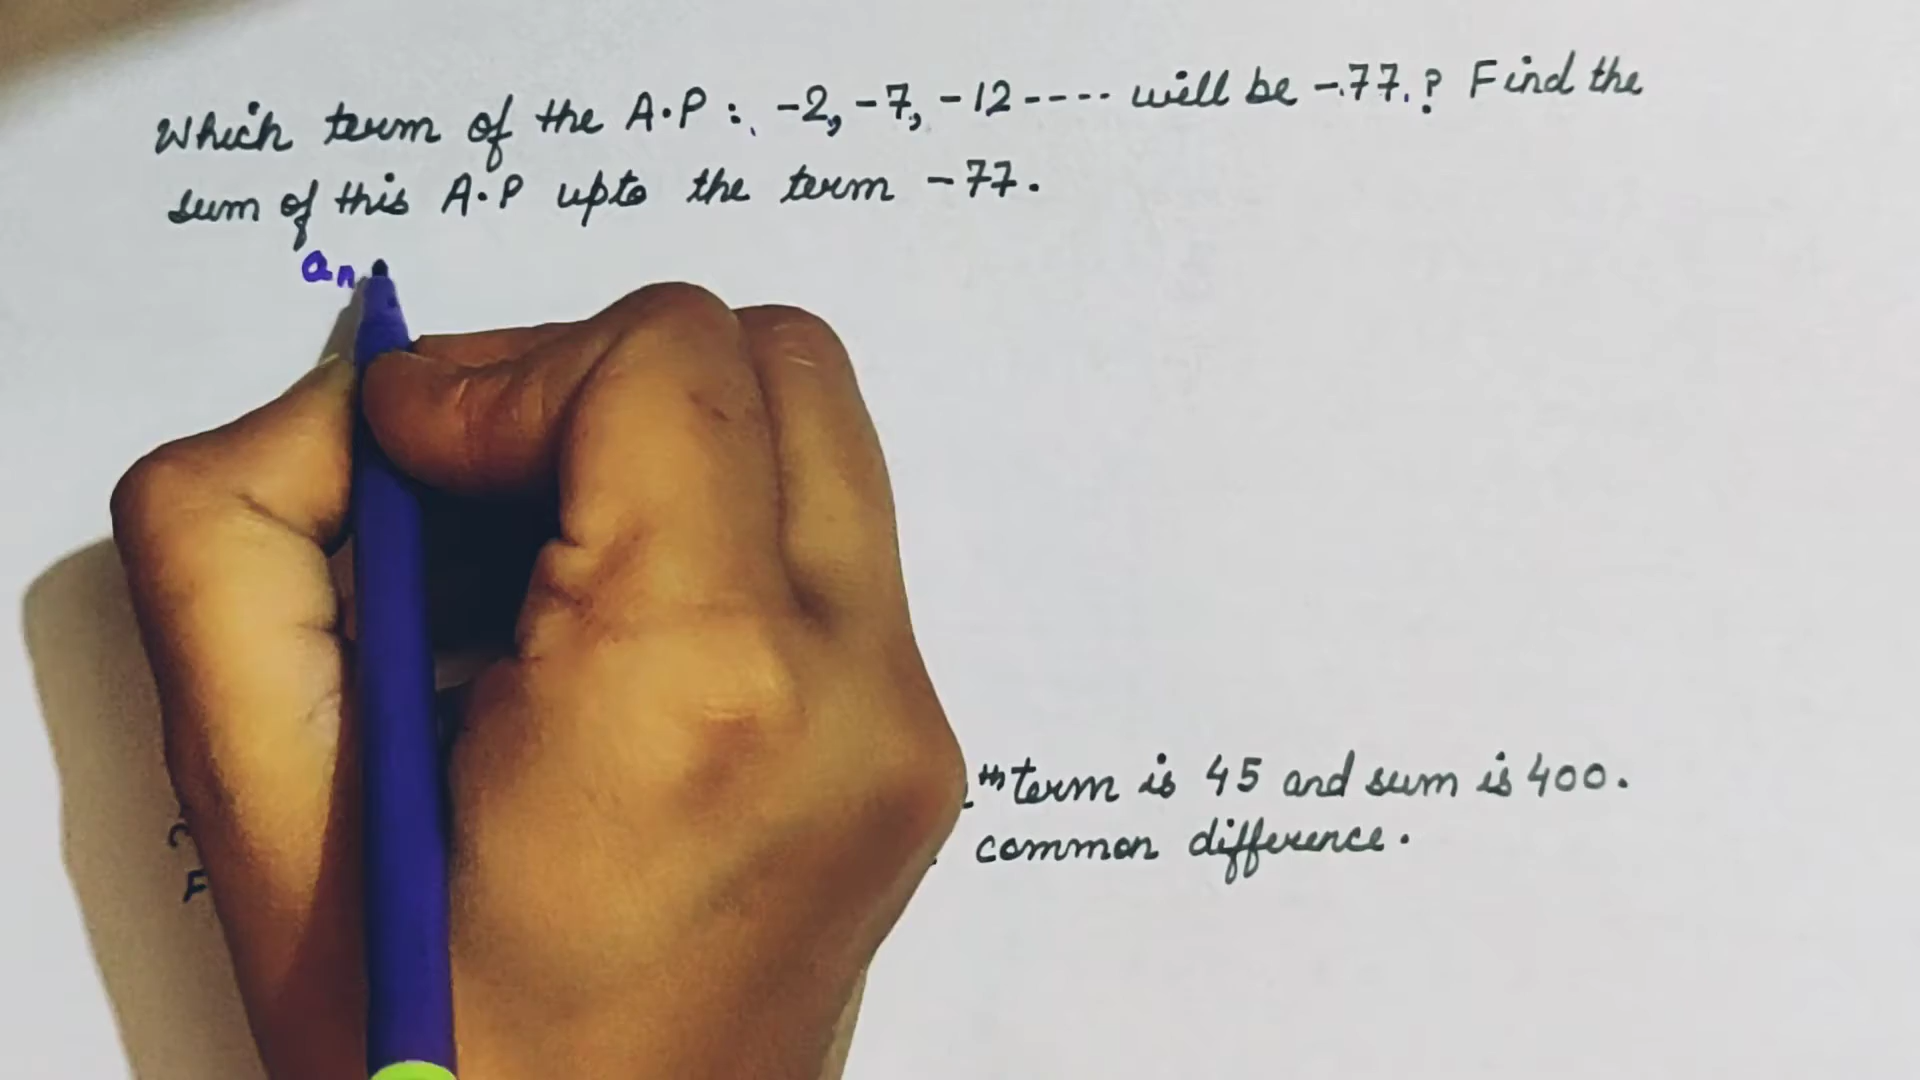 Which term of the A.P : -2, -7, -12 ---- will be -77.? Find the
sum of this A.P upto the term -77.
an
th term is 45 and sum is 400.
common difference.